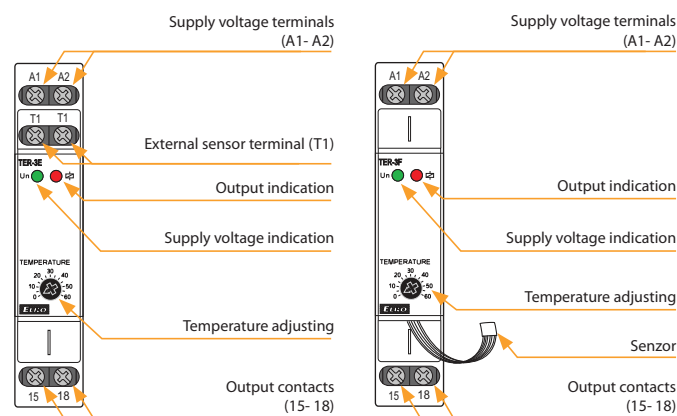 Supply voltage terminals
(A1- A2)
A1 A2
T1 T1
External sensor terminal (T1)
TER-3E
Un
Output indication
Supply voltage indication
TEMPERATURE
0 10 20 30 40 50 60
ELKO
Temperature adjusting
15 18
Output contacts
(15- 18)
Supply voltage terminals
(A1- A2)
A1 A2
TER-3F
Un
Output indication
Supply voltage indication
TEMPERATURE
0 10 20 30 40 50 60
ELKO
Temperature adjusting
Senzor
15 18
Output contacts
(15- 18)